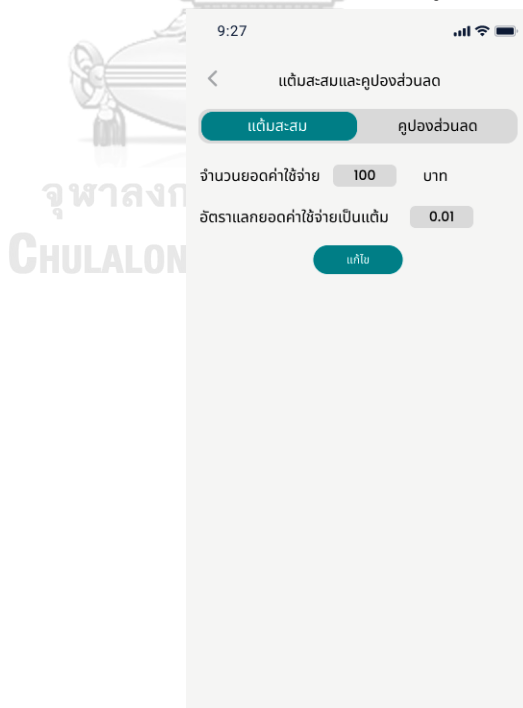 9:27
แต้มสะสมและคูปองส่วนลด
แต้มสะสม คูปองส่วนลด
จำนวนยอดค่าใช้จ่าย 100 บาท
อัตราแลกยอดค่าใช้จ่ายเป็นแต้ม 0.01
แก้ไข
จุฬาลงก
CHULALON